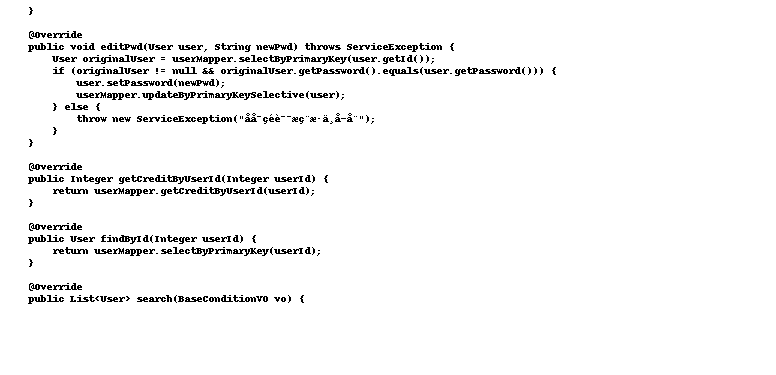 }
@Override
public void editPwd(User user, String newPwd) throws ServiceException {
User originalUser = userMapper.selectByPrimaryKey(user.getId());
if (originalUser != null && originalUser.getPassword().equals(user.getPassword())) {
user.setPassword(newPwd);
userMapper.updateByPrimaryKeySelective(user);
} else {
throw new ServiceException("");
}
}
@Override
public Integer getCreditByUserId(Integer userId) {
return userMapper.getCreditByUserId(userId);
}
@Override
public User findById(Integer userId) {
return userMapper.selectByPrimaryKey(userId);
}
@Override
public List<User> search(BaseConditionVO vo) {